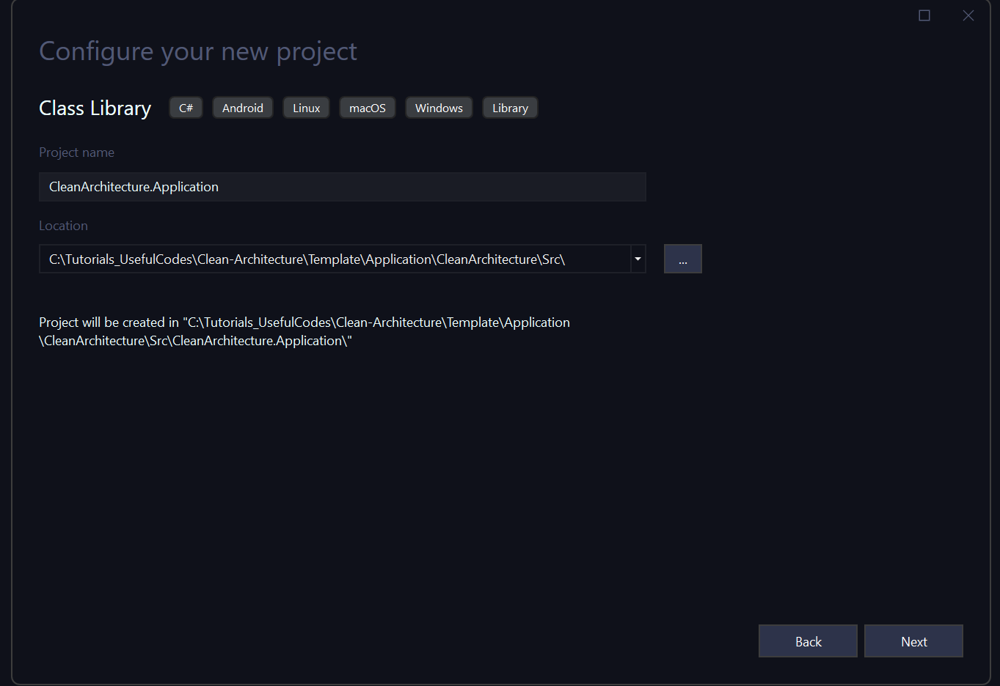 Configure your new project
Class Library C# Android Linux macOS Windows Library
Project name
CleanArchitecture.Application
Location
C:\Tutorials_UsefulCodes\Clean-Architecture\Template\Application\CleanArchitecture\Src\
...
Project will be created in "C:\Tutorials_UsefulCodes\Clean-Architecture\Template\Application
\CleanArchitecture\Src\CleanArchitecture.Application\"
Back Next